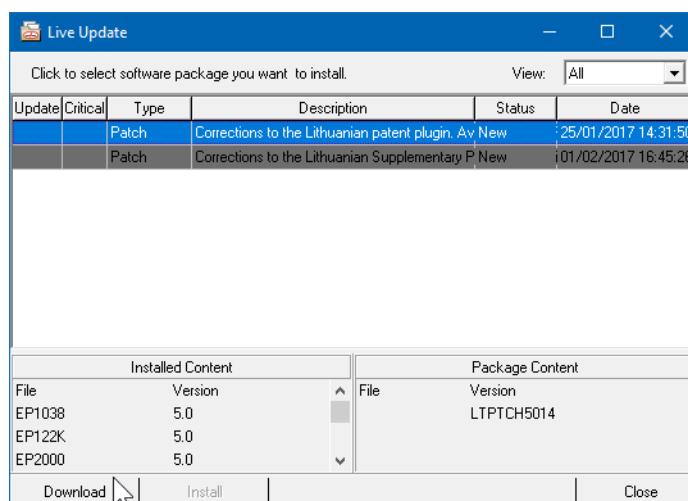 Live Update
Click to select software package you want to install.
View: All
Update Critical Type Description Status Date
Patch Corrections to the Lithuanian patent plugin. Av New 25/01/2017 14:31:50
Patch Corrections to the Lithuanian Supplementary P New 01/02/2017 16:45:26
Installed Content
Package Content
File Version
File Version
EP1038 5.0
LTPTCH5014
EP122K 5.0
EP2000 5.0
Download Install Close